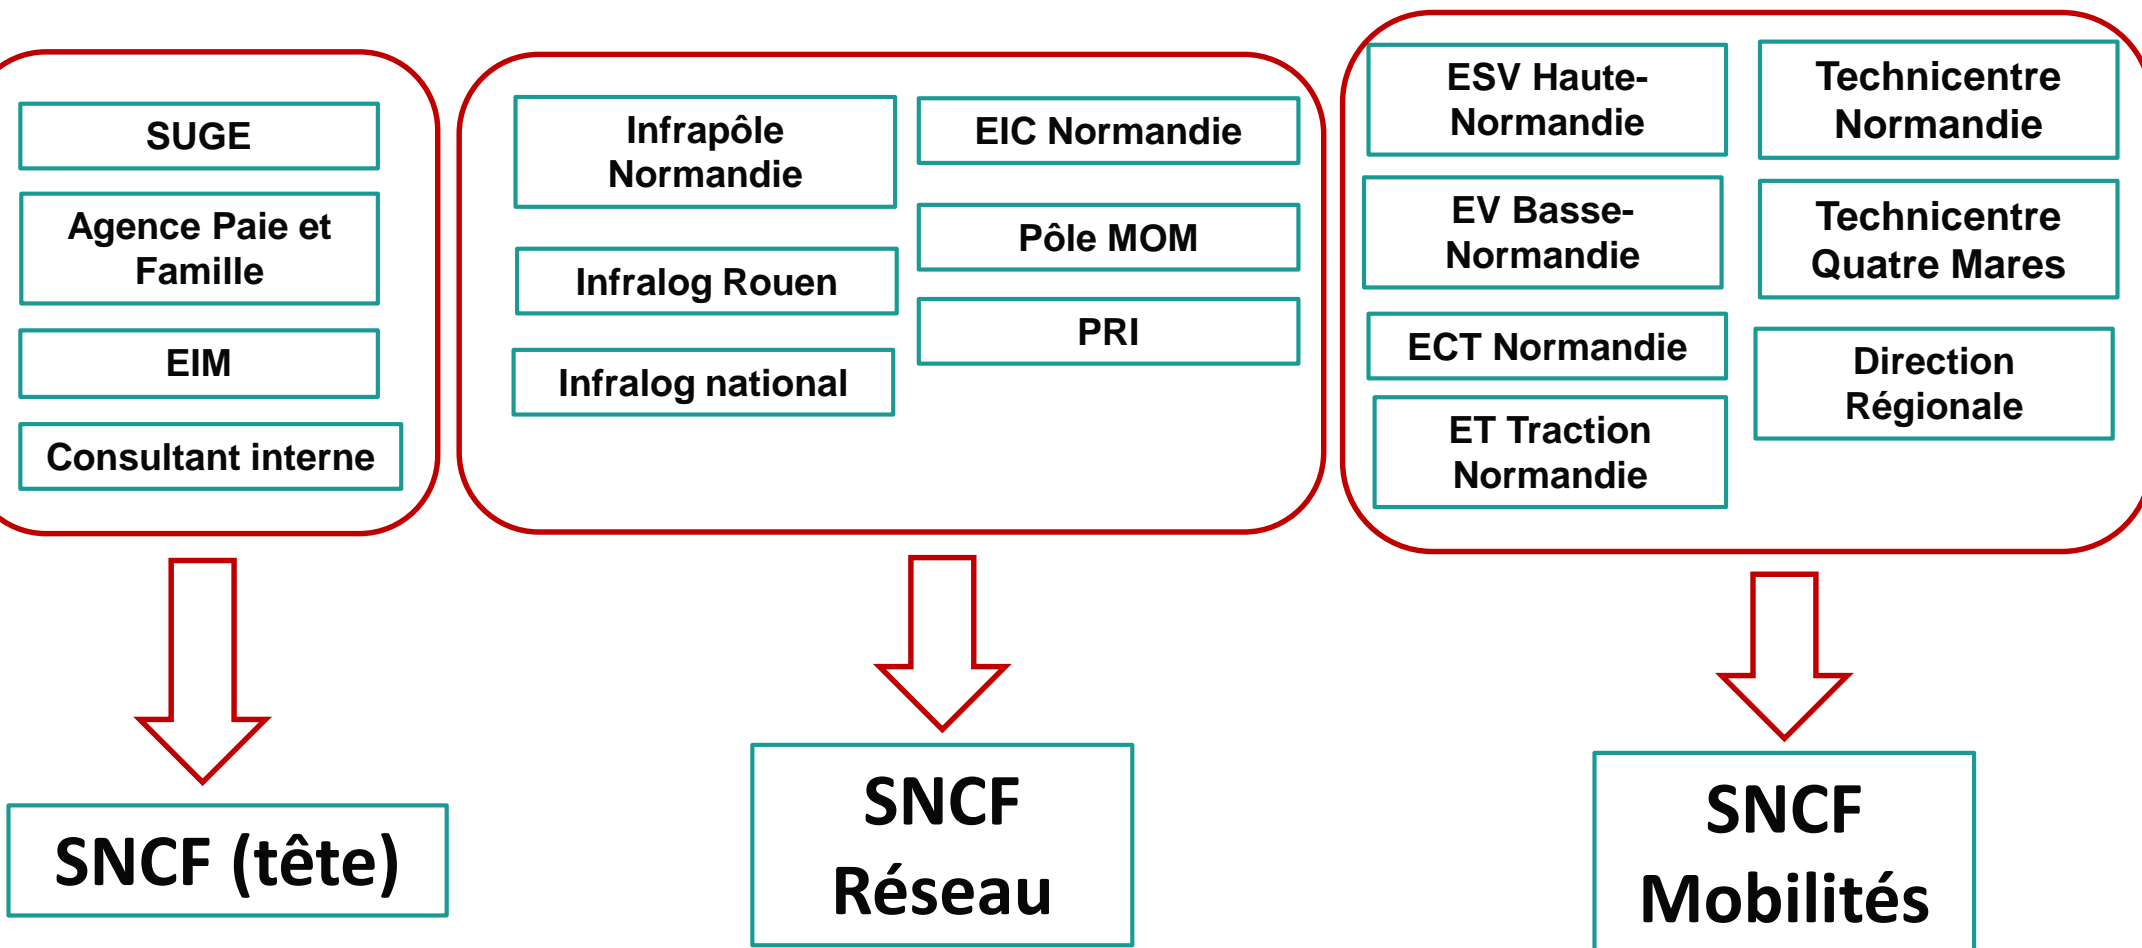 SUGE
Agence Paie et
Famille
EIM
Consultant interne
SNCF (tête)
Infrapôle
Normandie
Infralog Rouen
Infralog national
EIC Normandie
Pôle MOM
PRI
SNCF
Réseau
ESV Haute-
Normandie
EV Basse-
Normandie
ECT Normandie
ET Traction
Normandie
Technicentre
Normandie
Technicentre
Quatre Mares
Direction
Régionale
SNCF
Mobilités